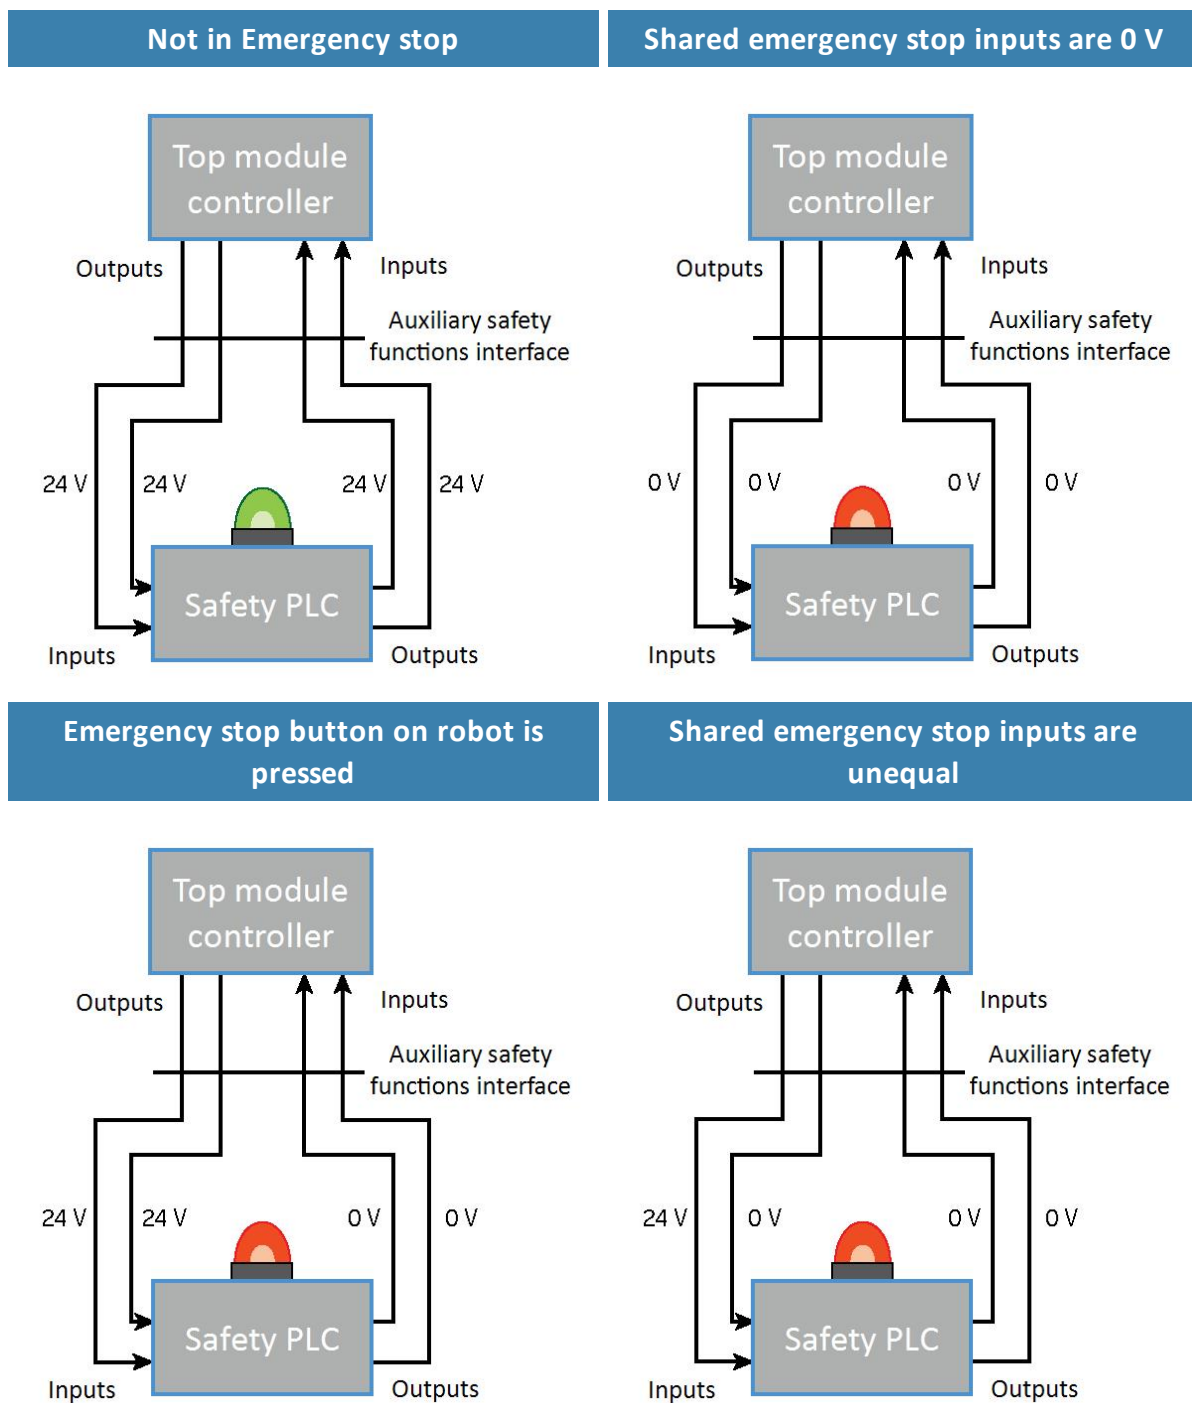 Not in Emergency stop
Top module
controller
Outputs
Inputs
Auxiliary safety
functions interface
24 V
24 V
24 V
24 V
Safety PLC
Inputs
Outputs
Shared emergency stop inputs are 0 V
Top module
controller
Outputs
Inputs
Auxiliary safety
functions interface
0 V
0 V
0 V
0 V
Safety PLC
Inputs
Outputs
Emergency stop button on robot is
pressed
Top module
controller
Outputs
Inputs
Auxiliary safety
functions interface
24 V
24 V
0 V
0 V
Safety PLC
Inputs
Outputs
Shared emergency stop inputs are
unequal
Top module
controller
Outputs
Inputs
Auxiliary safety
functions interface
24 V
0 V
0 V
0 V
Safety PLC
Inputs
Outputs